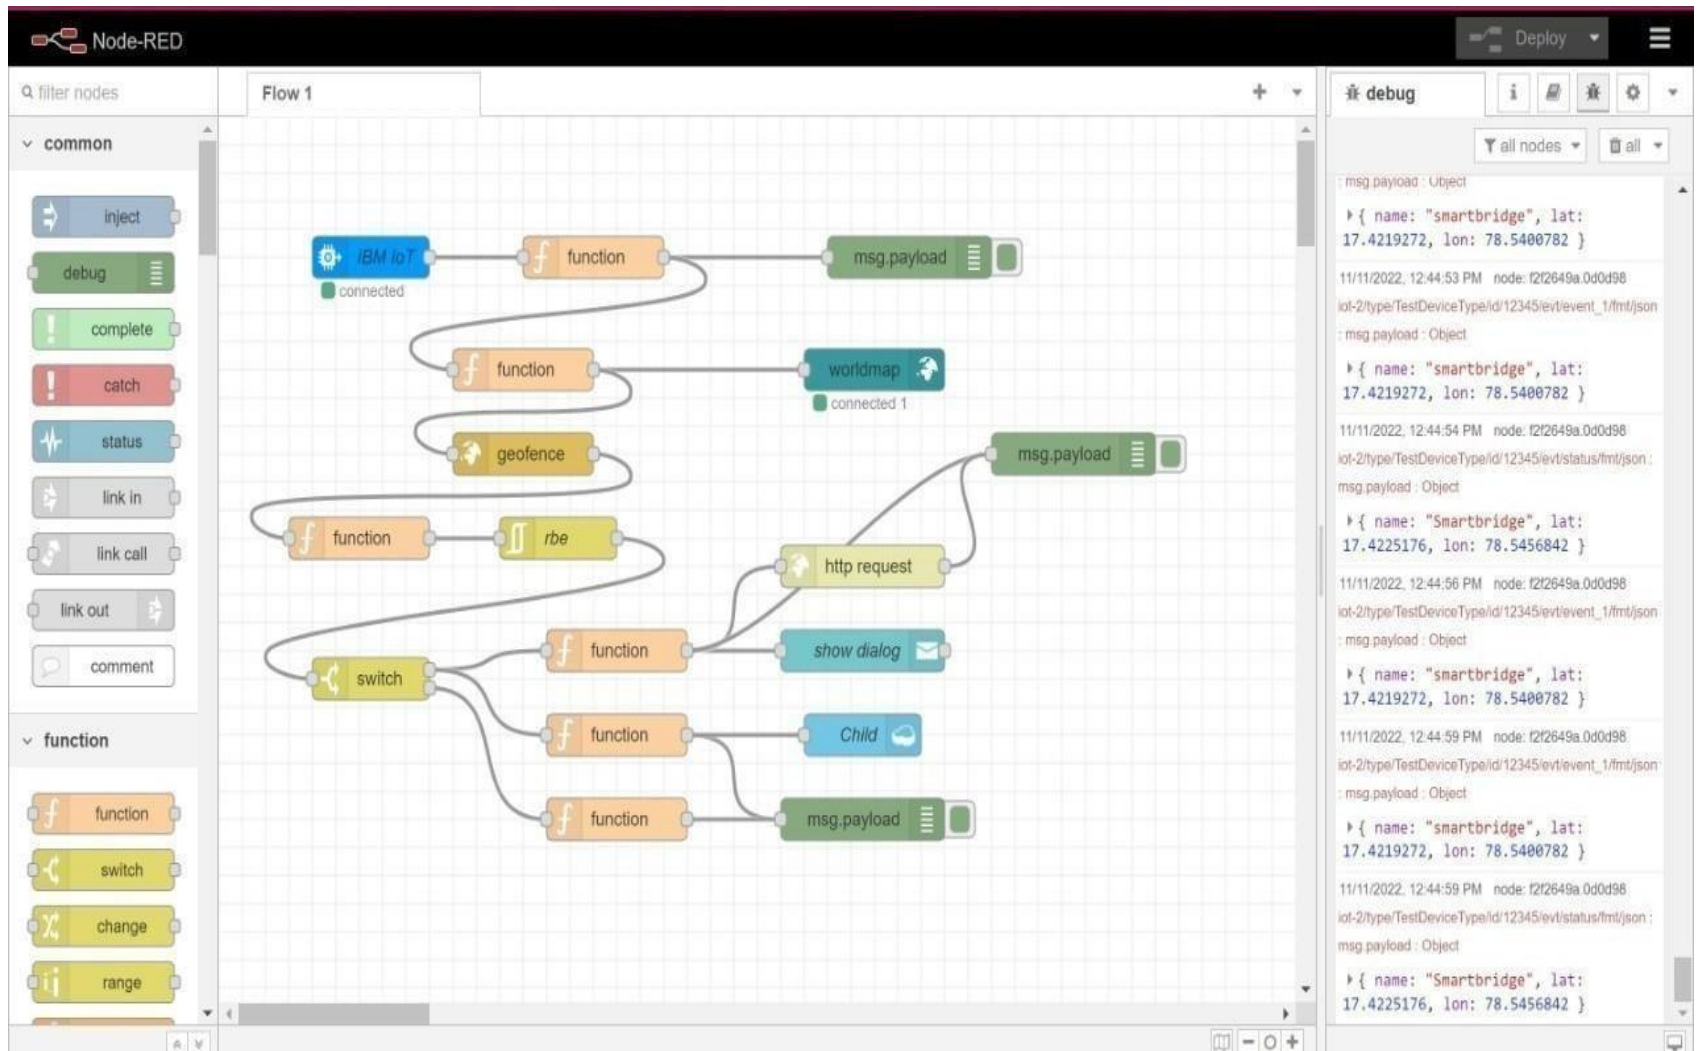 Node-RED
Deploy
filter nodes
Flow 1
debug
i
all nodes
all
common
inject
debug
complete
catch
status
link in
link call
link out
comment
function
function
switch
change
range
IBM IoT
connected
function
msg.payload
function
worldmap
connected 1
geofence
msg.payload
function
rbe
http request
switch
function
show dialog
function
Child
function
msg.payload
: msg.payload : Object
{ name: "smartbridge", lat:
17.4219272, lon: 78.5400782 }
11/11/2022, 12:44:53 PM node: f2f2649a.0d0d98
iot-2/type/TestDeviceType/id/12345/evt/event_1/fmt/json
: msg.payload : Object
{ name: "smartbridge", lat:
17.4219272, lon: 78.5400782 }
11/11/2022, 12:44:54 PM node: f2f2649a.0d0d98
iot-2/type/TestDeviceType/id/12345/evt/status/fmt/json :
msg.payload : Object
{ name: "Smartbridge", lat:
17.4225176, lon: 78.5456842 }
11/11/2022, 12:44:56 PM node: f2f2649a.0d0d98
iot-2/type/TestDeviceType/id/12345/evt/event_1/fmt/json
: msg.payload : Object
{ name: "smartbridge", lat:
17.4219272, lon: 78.5400782 }
11/11/2022, 12:44:59 PM node: f2f2649a.0d0d98
iot-2/type/TestDeviceType/id/12345/evt/event_1/fmt/json
: msg.payload : Object
{ name: "smartbridge", lat:
17.4219272, lon: 78.5400782 }
11/11/2022, 12:44:59 PM node: f2f2649a.0d0d98
iot-2/type/TestDeviceType/id/12345/evt/status/fmt/json :
msg.payload : Object
{ name: "Smartbridge", lat:
17.4225176, lon: 78.5456842 }